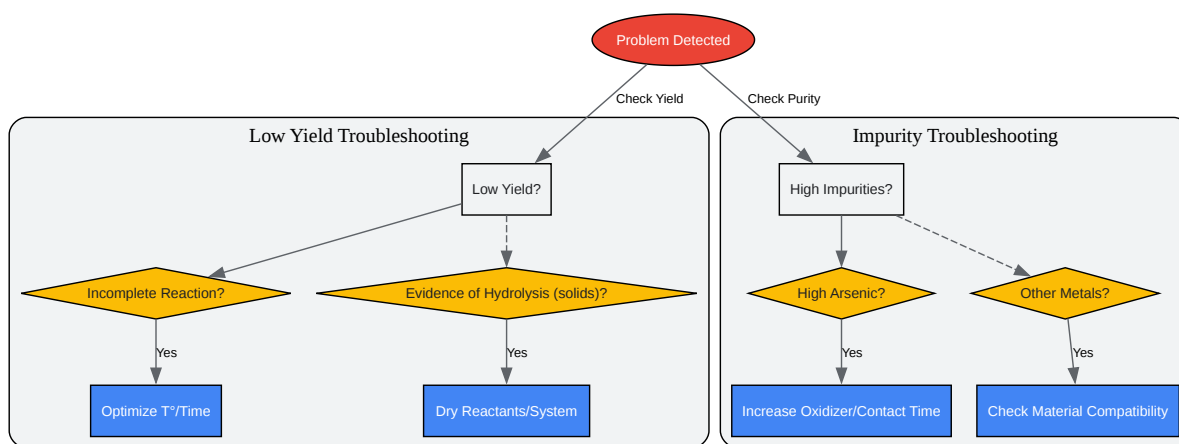 Problem Detected
Check Yield
Check Purity
Low Yield Troubleshooting
Impurity Troubleshooting
Low Yield?
High Impurities?
Incomplete Reaction?
Evidence of Hydrolysis (solids)?
High Arsenic?
Other Metals?
Yes
Yes
Yes
Yes
Optimize T°/Time
Dry Reactants/System
Increase Oxidizer/Contact Time
Check Material Compatibility